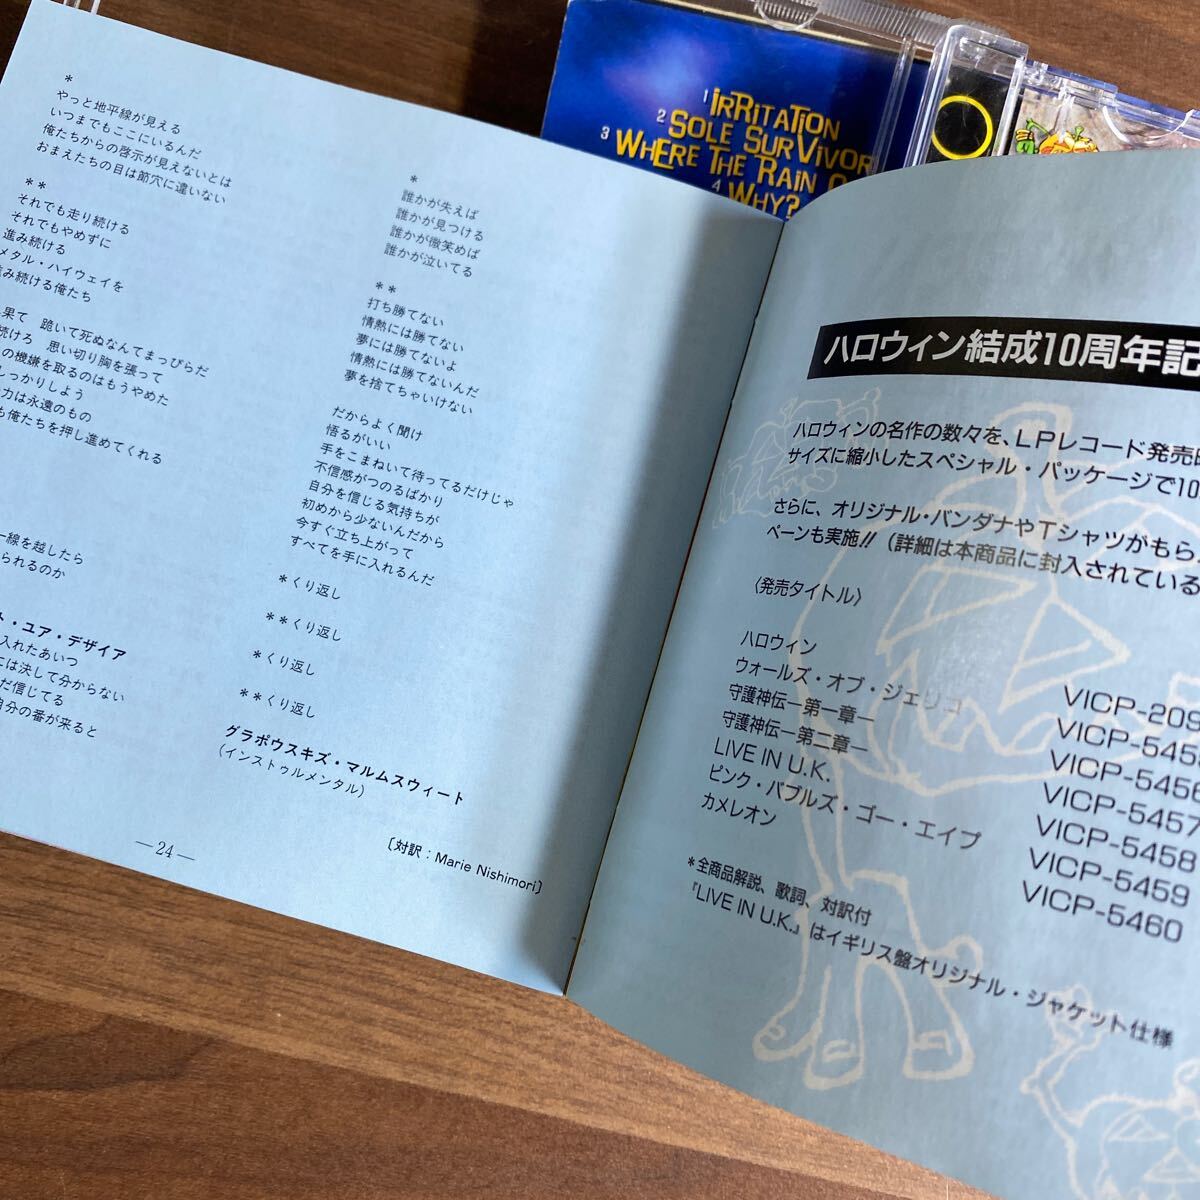 1 IRRITATION
2 SOLE SURVIVOR
3 WHERE THE RAIN
4 WHY?
*
やっと地平線が見える
いつまでもここにいるんだ
俺たちからの啓示が見えないとは
おまえたちの目は節穴に違いない
**
それでも走り続ける
それでもやめずに
進み続ける
メタル・ハイウェイを
進み続ける俺たち
果て 跪いて死ぬなんてまっぴらだ
続けろ 思い切り胸を張って
の機嫌を取るのはもうやめた
しっかりしよう
力は永遠のもの
も俺たちを押し進めてくれる
一線を越したら
られるのか
ト・ユア・デザイア
入れたあいつ
には決して分からない
だ信じてる
自分の番が来ると
*
誰かが失えば
誰かが見つける
誰かが微笑めば
誰かが泣いてる
**
打ち勝てない
情熱には勝てない
夢には勝てないよ
情熱には勝てないんだ
夢を捨てちゃいけない
だからよく聞け
悟るがいい
手をこまねいて待ってるだけじゃ
不信感がつのるばかり
自分を信じる気持ちが
初めから少ないんだから
今すぐ立ち上がって
すべてを手に入れるんだ
*くり返し
**くり返し
*くり返し
**くり返し
グラポウスキズ・マルムスウィート
(インストゥルメンタル)
〔対訳：Marie Nishimori〕
—24—
ハロウィン結成10周年記
ハロウィンの名作の数々を、LPレコード発売
サイズに縮小したスペシャル・パッケージで10
さらに、オリジナル・バンダナやTシャツがもら
ペーンも実施!!(詳細は本商品に封入されている
〈発売タイトル〉
ハロウィン VICP-209
ウォールズ・オブ・ジェリコ VICP-545
守護神伝—第一章— VICP-5456
守護神伝—第二章— VICP-5457
LIVE IN U.K. VICP-5458
ピンク・バブルズ・ゴー・エイプ VICP-5459
カメレオン VICP-5460
*全商品解説、歌詞、対訳付
『LIVE IN U.K.』はイギリス盤オリジナル・ジャケット仕様